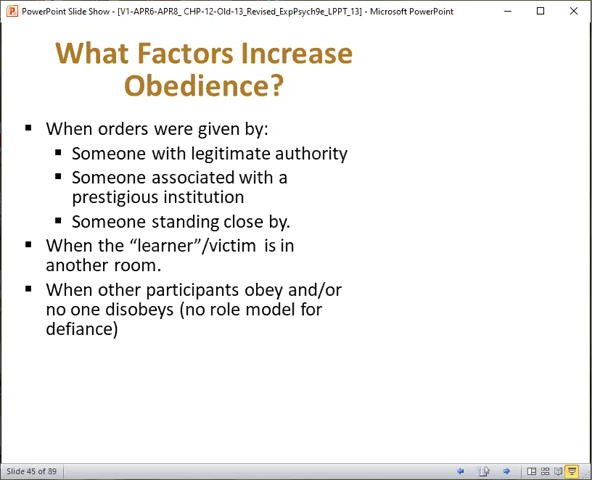 PowerPoint Slide Show - [V1-APR6-APR8_ CHP-12-Old-13_Revised_ExpPsych9e_LPPT_13] - Microsoft PowerPoint
What Factors Increase
Obedience?
▪ When orders were given by:
▪ Someone with legitimate authority
▪ Someone associated with a
prestigious institution
▪ Someone standing close by.
▪ When the “learner”/victim is in
another room.
▪ When other participants obey and/or
no one disobeys (no role model for
defiance)
Slide 45 of 89